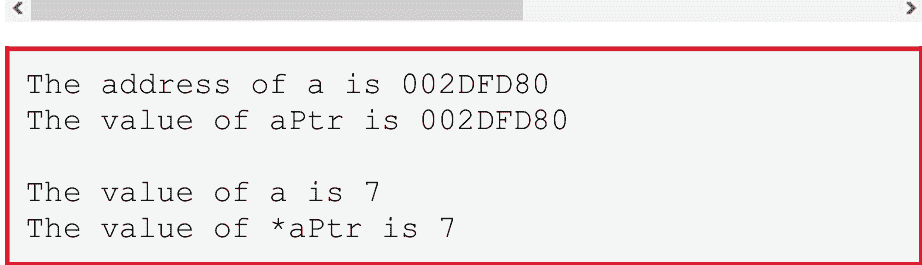 The address of a is 002DFD80
The value of aPtr is 002DFD80
The value of a is 7
The value of *aPtr is 7